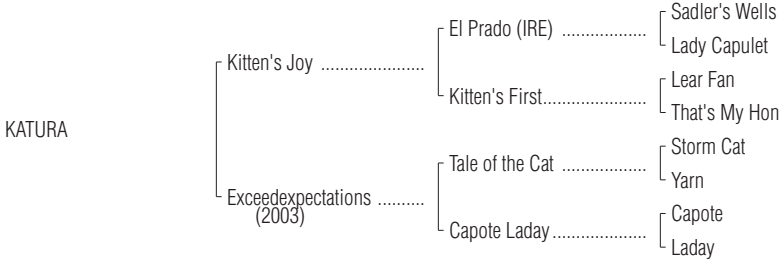 Sadler's Wells
El Prado (IRE) ..................
Lady Capulet
Kitten's Joy ......................
Lear Fan
Kitten's First......................
That's My Hon
KATURA
Storm Cat
Tale of the Cat ..................
Yarn
Exceedexpectations ..........
(2003)
Capote
Capote Laday....................
Laday